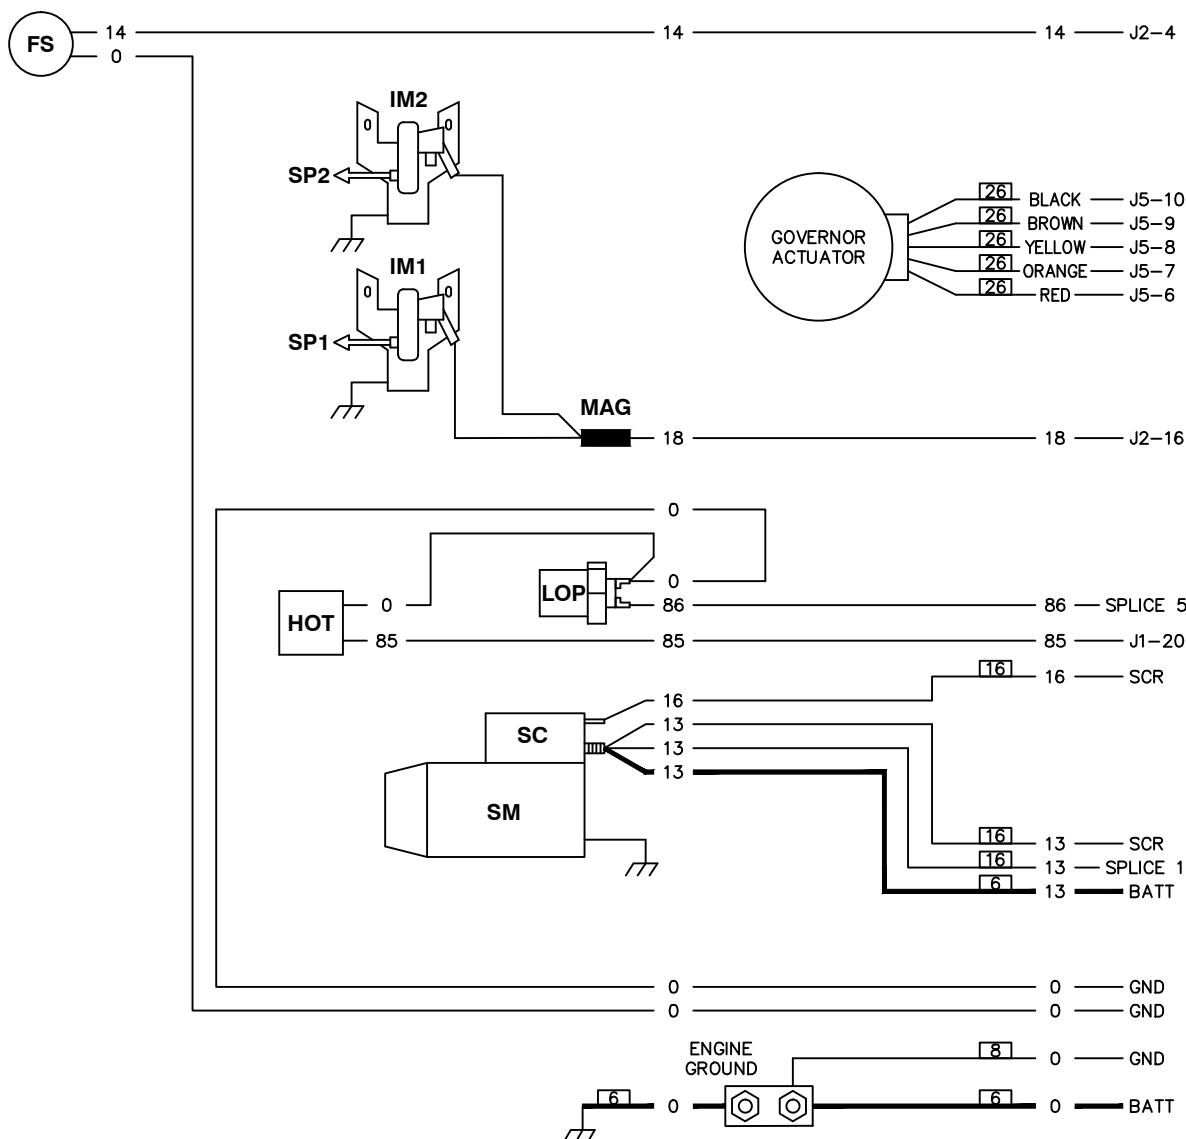 FS 14 14 14 J2-4
0
IM2
0 0
SP2
26 BLACK J5-10
26 BROWN J5-9
GOVERNOR
ACTUATOR
26 YELLOW J5-8
26 ORANGE J5-7
26 RED J5-6
IM1
0 0
SP1
MAG
18 18 J2-16
0
LOP 0
HOT 0 86 86 SPLICE 5
85 85 85 J1-20
16 16 16 SCR
SC 13
13
13
SM
16 13 SCR
16 13 SPLICE 1
6 13 BATT
0 0 GND
0 0 GND
ENGINE
GROUND
8 0 GND
6 0 6 0 BATT